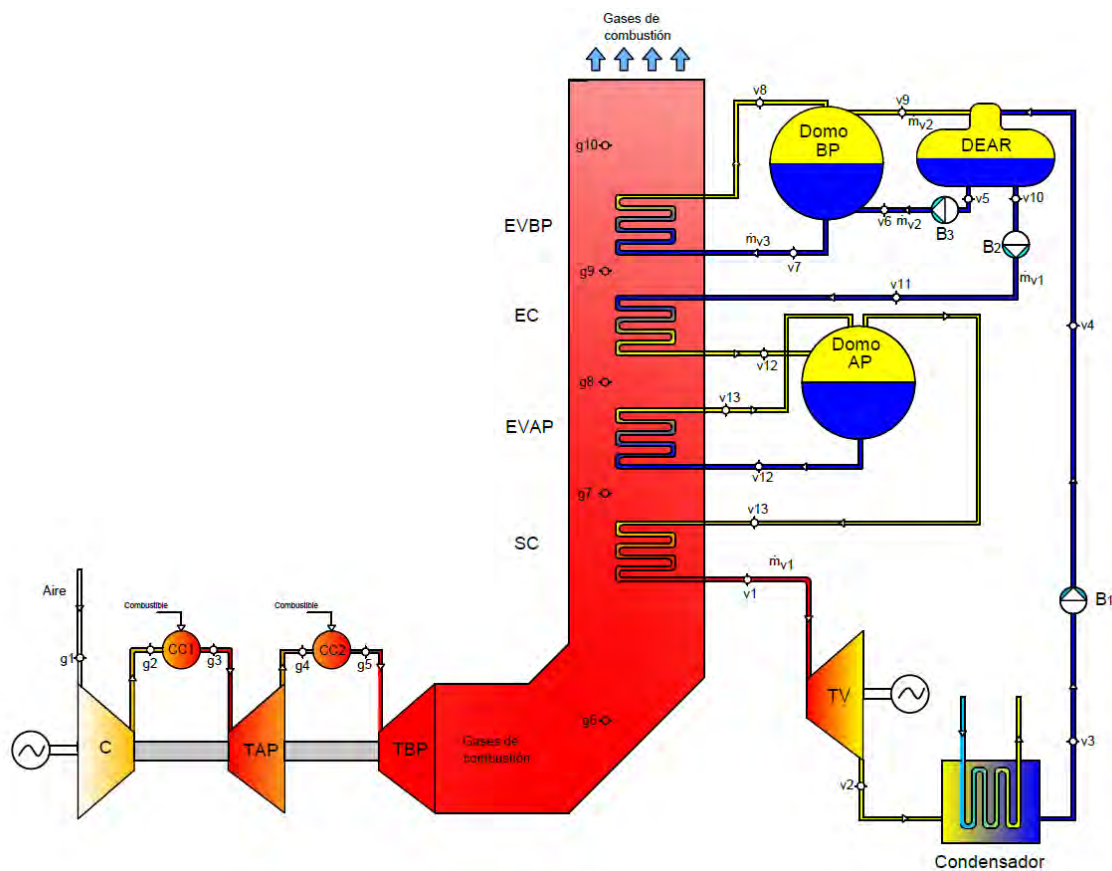 Gases de
combustión
v8
v9
ṁv2
Domo
BP
DEAR
g10
v5
v10
v6
ṁv2
B3
B2
EVBP
ṁv3
v7
ṁv1
g9
v11
EC
v4
Domo
AP
v12
g8
v13
EVAP
v12
g7
v13
SC
ṁv1
v1
Aire
Combustible
Combustible
B1
g1
g2
CC1
g3
g4
CC2
g5
TV
g6
C
TAP
TBP
Gases de
combustión
v3
v2
Condensador